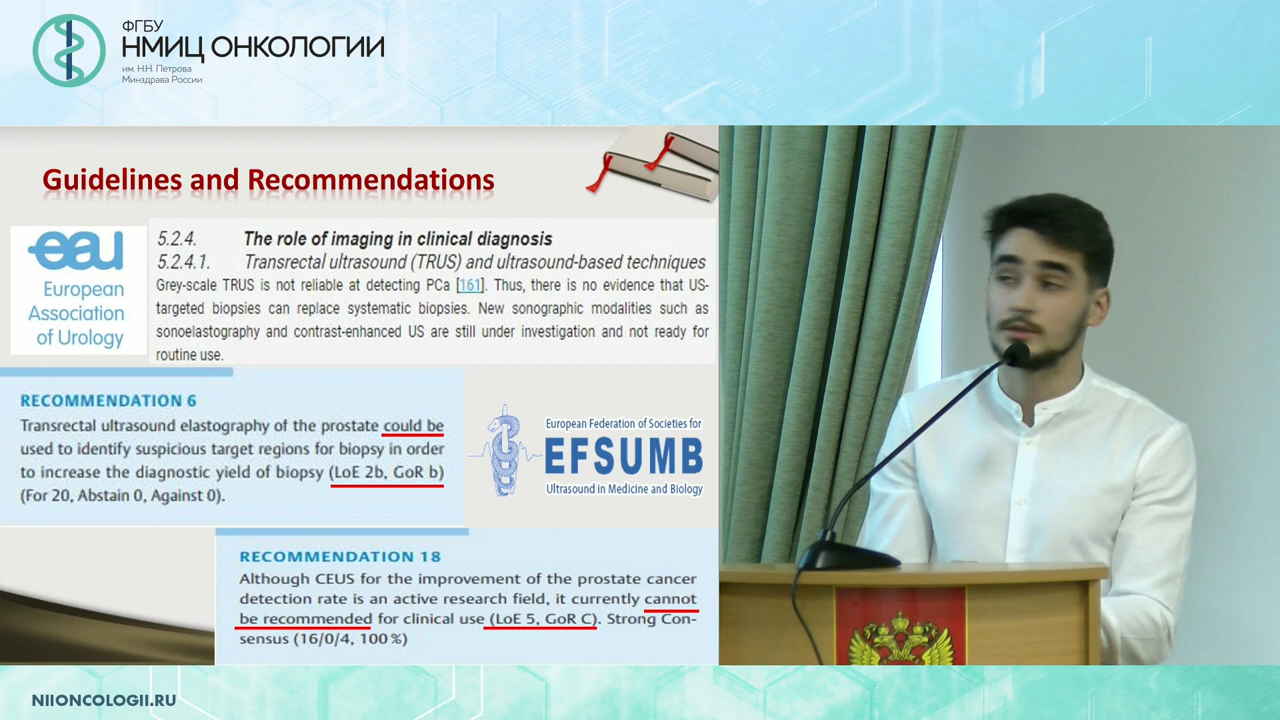 ФГБУ
НМИЦ ОНКОЛОГИИ
им. Н.Н. Петрова
Минздрава России
Guidelines and Recommendations
eau
European
Association
of Urology
5.2.4. The role of imaging in clinical diagnosis
5.2.4.1. Transrectal ultrasound (TRUS) and ultrasound-based techniques
Grey-scale TRUS is not reliable at detecting PCa [161]. Thus, there is no evidence that US-
targeted biopsies can replace systematic biopsies. New sonographic modalities such as
sonoelastography and contrast-enhanced US are still under investigation and not ready for
routine use.
RECOMMENDATION 6
Transrectal ultrasound elastography of the prostate could be
used to identify suspicious target regions for biopsy in order
to increase the diagnostic yield of biopsy (LoE 2b, GoR b)
(For 20, Abstain 0, Against 0).
European Federation of Societies for
EFSUMB
Ultrasound in Medicine and Biology
RECOMMENDATION 18
Although CEUS for the improvement of the prostate cancer
detection rate is an active research field, it currently cannot
be recommended for clinical use (LoE 5, GoR C). Strong Con-
sensus (16/0/4, 100 %)
NIIONCOLOGII.RU